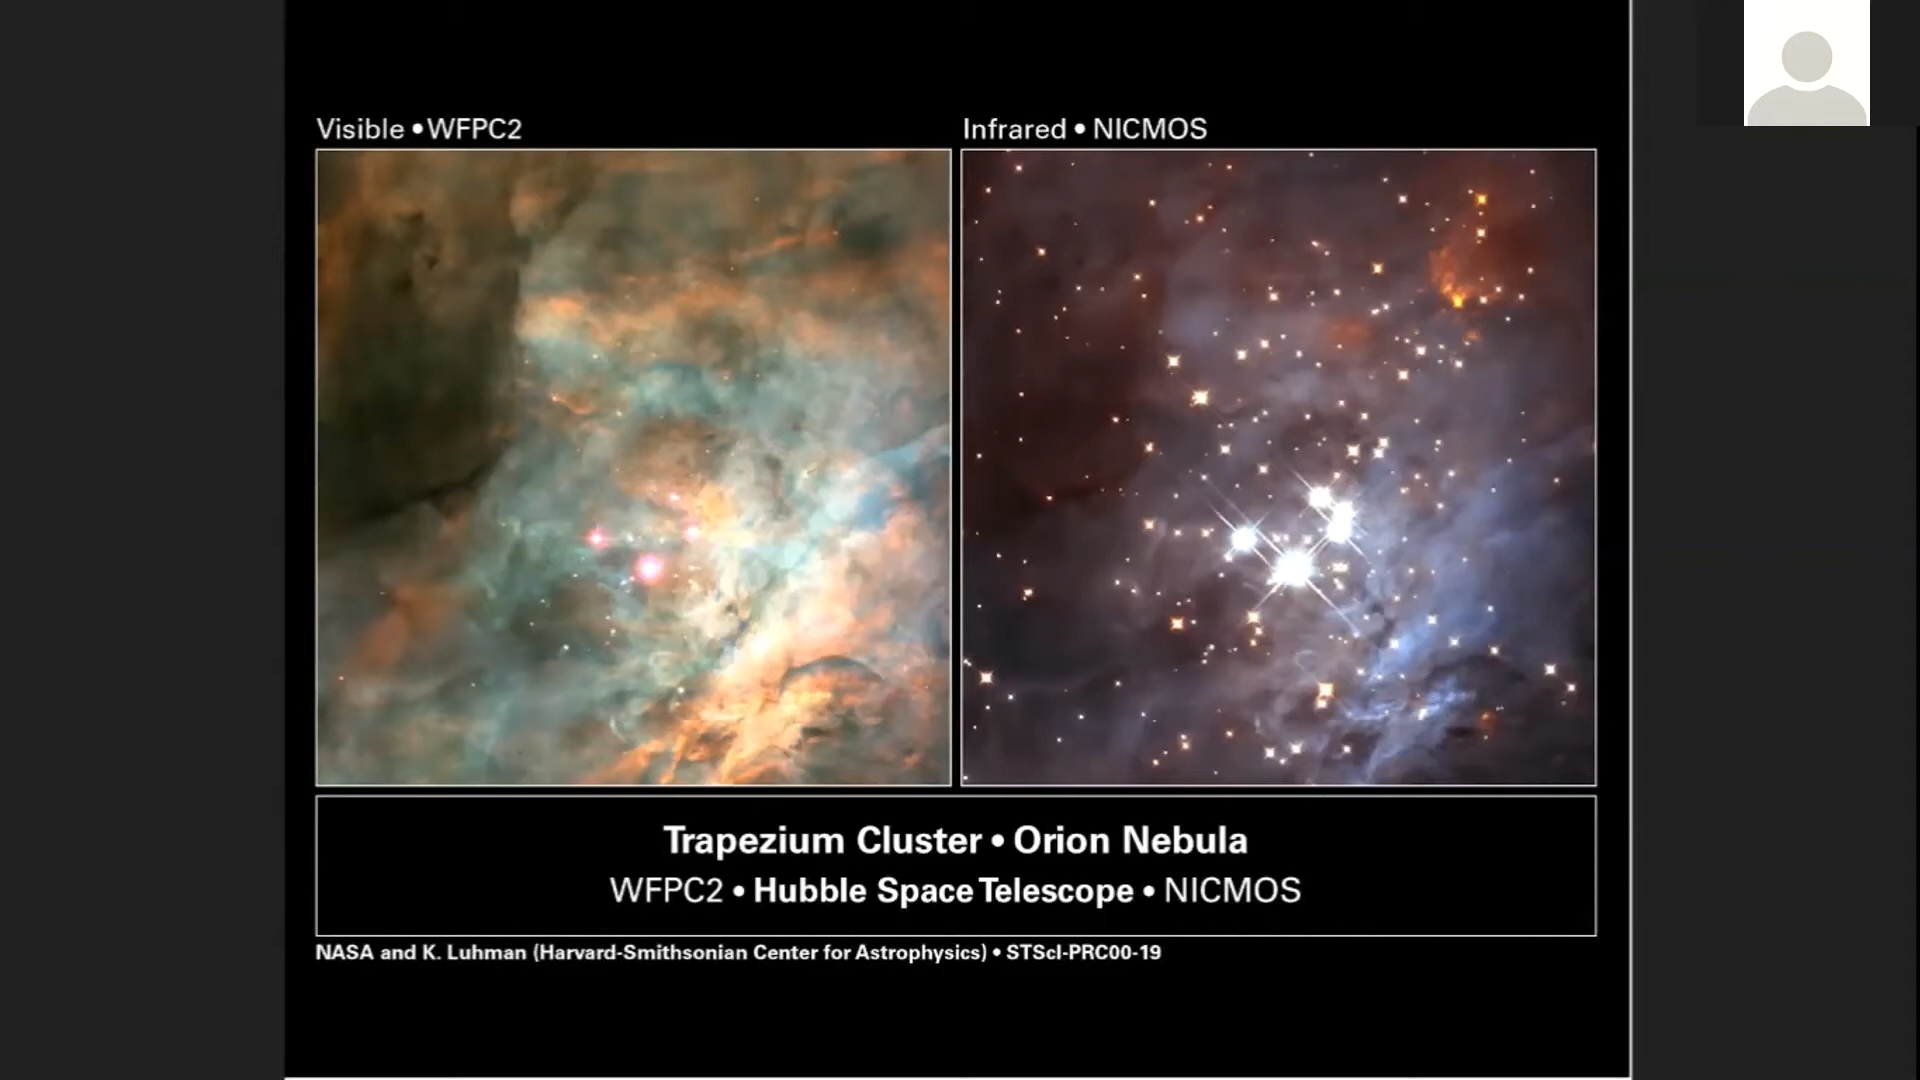 Visible • WFPC2
Infrared • NICMOS
Trapezium Cluster • Orion Nebula
WFPC2 • Hubble Space Telescope • NICMOS
NASA and K. Luhman (Harvard-Smithsonian Center for Astrophysics) • STScI-PRC00-19